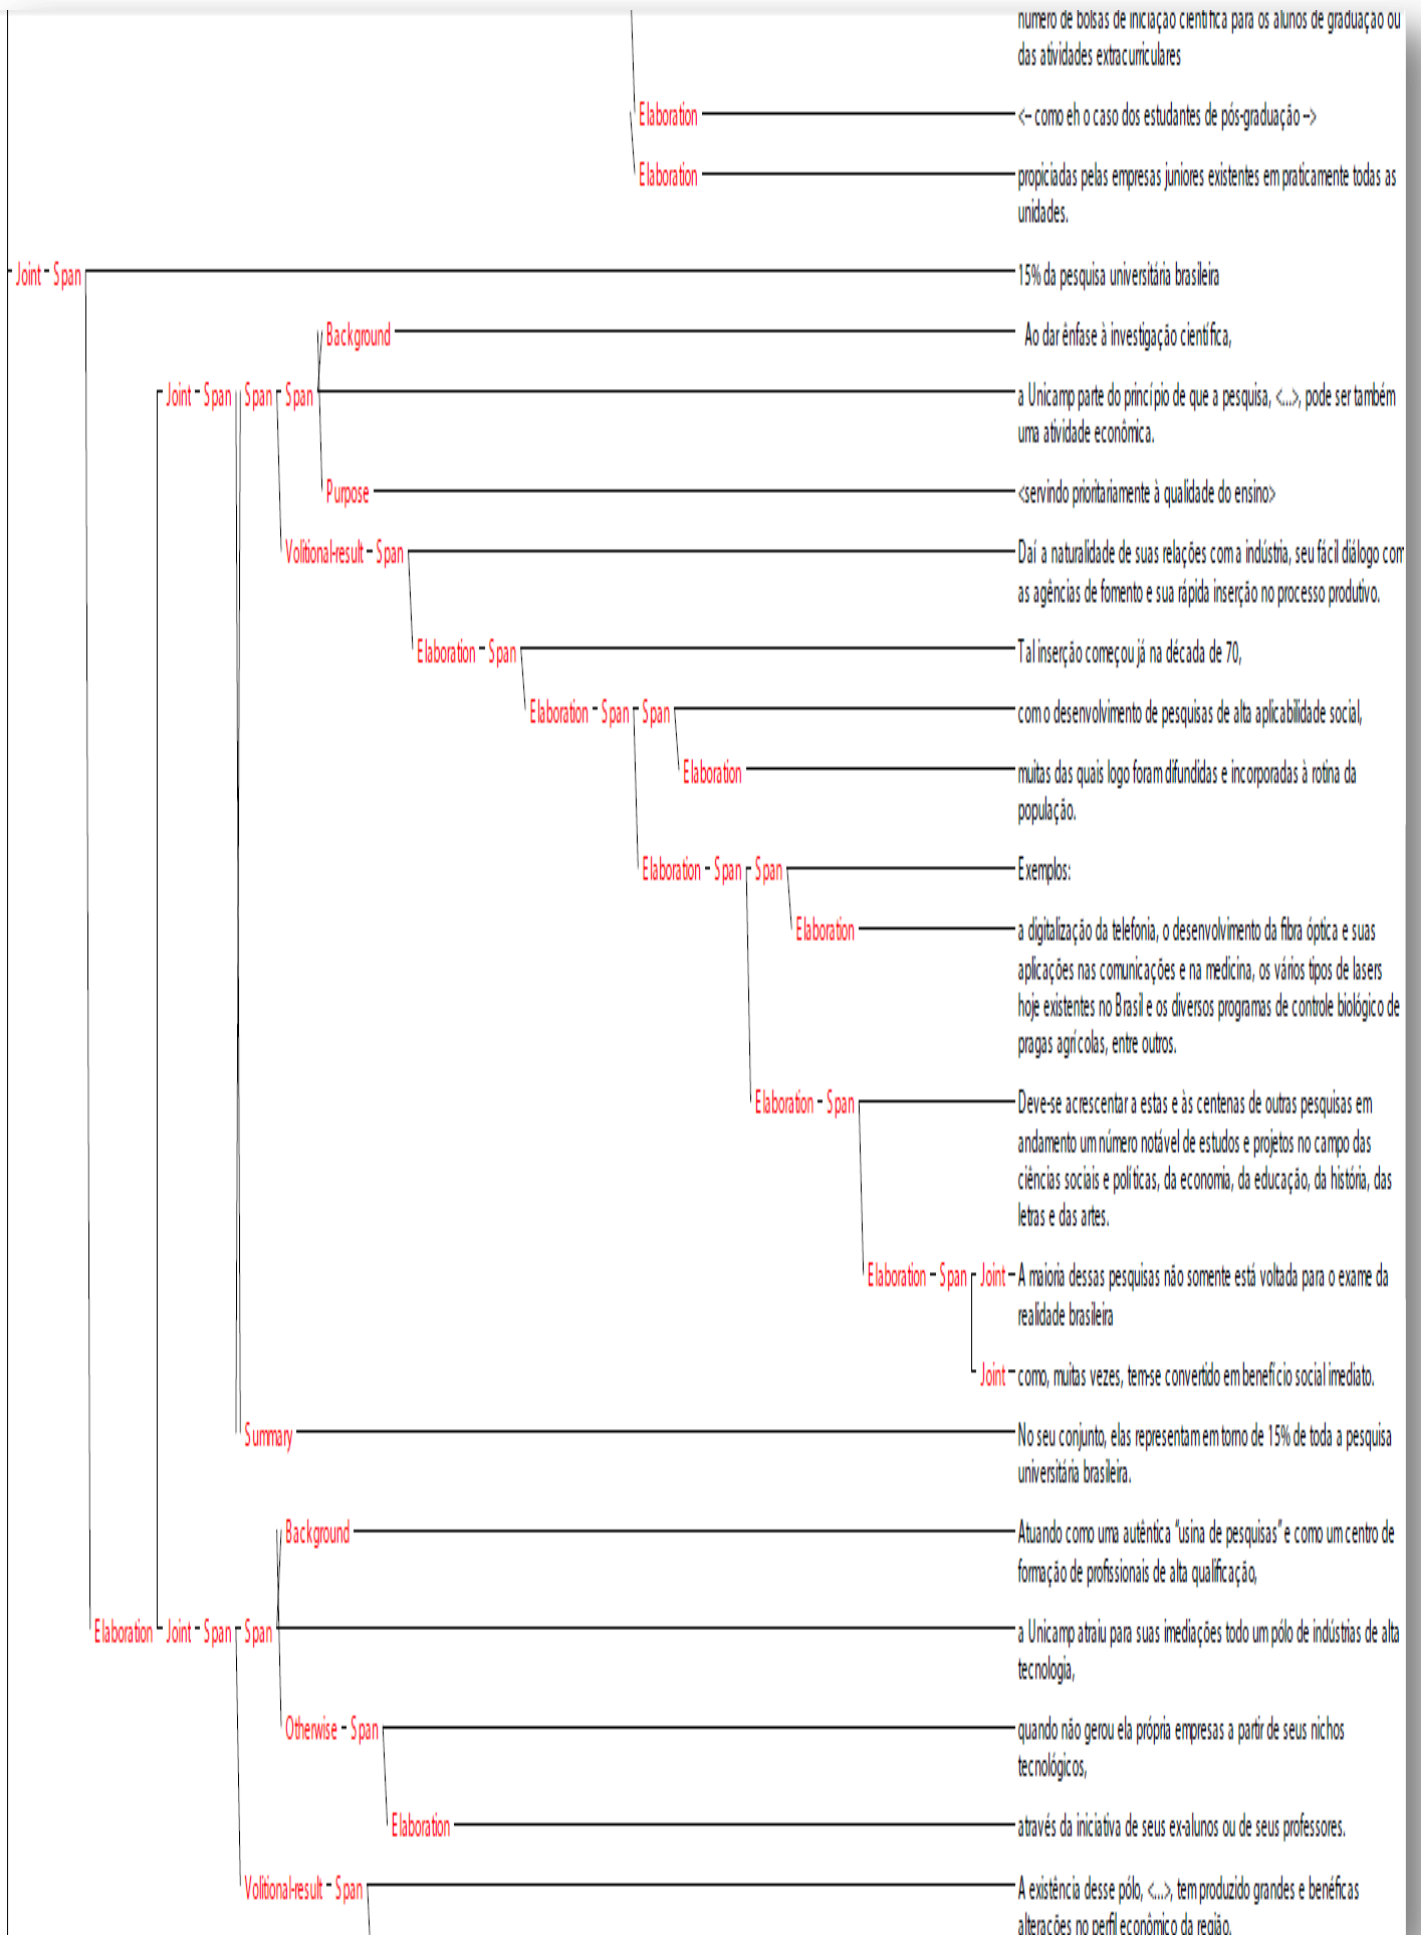 número de bolsas de iniciação científica para os alunos de graduação ou
das atividades extracurriculares
Elaboration
<-- como eh o caso dos estudantes de pós-graduação -->
Elaboration
propiciadas pelas empresas juniores existentes em praticamente todas as
unidades.
Joint Span
15% da pesquisa universitária brasileira
Background
Ao dar ênfase à investigação científica,
Joint Span Span Span
a Unicamp parte do princípio de que a pesquisa, <...>, pode ser também
uma atividade econômica.
Purpose
<servindo prioritariamente à qualidade do ensino>
Volitional-result Span
Daí a naturalidade de suas relações com a indústria, seu fácil diálogo com
as agências de fomento e sua rápida inserção no processo produtivo.
Elaboration Span
Tal inserção começou já na década de 70,
Elaboration Span Span
com o desenvolvimento de pesquisas de alta aplicabilidade social,
Elaboration
muitas das quais logo foram difundidas e incorporadas à rotina da
população.
Elaboration Span Span
Exemplos:
Elaboration
a digitalização da telefonia, o desenvolvimento da fibra óptica e suas
aplicações nas comunicações e na medicina, os vários tipos de lasers
hoje existentes no Brasil e os diversos programas de controle biológico de
pragas agrícolas, entre outros.
Elaboration Span
Deve-se acrescentar a estas e às centenas de outras pesquisas em
andamento um número notável de estudos e projetos no campo das
ciências sociais e políticas, da economia, da educação, da história, das
letras e das artes.
Elaboration Span Joint
A maioria dessas pesquisas não somente está voltada para o exame da
realidade brasileira
Joint
como, muitas vezes, tem-se convertido em benefício social imediato.
Summary
No seu conjunto, elas representam em torno de 15% de toda a pesquisa
universitária brasileira.
Background
Atuando como uma autêntica "usina de pesquisas" e como um centro de
formação de profissionais de alta qualificação,
Elaboration Joint Span Span
a Unicamp atraiu para suas imediações todo um pólo de indústrias de alta
tecnologia,
Otherwise Span
quando não gerou ela própria empresas a partir de seus nichos
tecnológicos,
Elaboration
através da iniciativa de seus ex-alunos ou de seus professores.
Volitional-result Span
A existência desse pólo, <...>, tem produzido grandes e benéficas
alterações no perfil econômico da região.